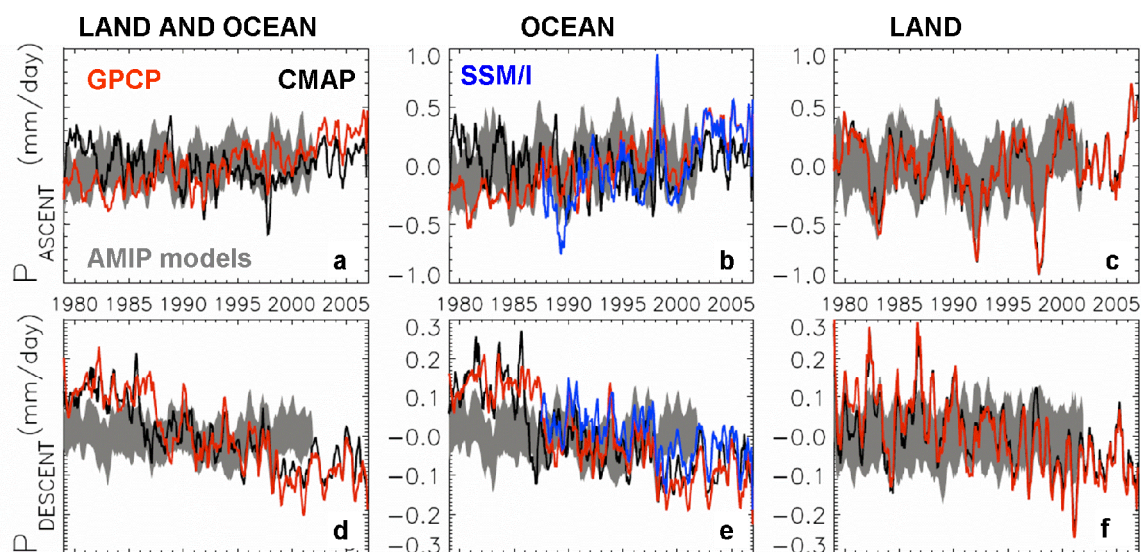 LAND AND OCEAN OCEAN LAND
P ASCENT (mm/day)
GPCP CMAP
AMIP models a
1.0
0.5
0.0
−0.5
−1.0
SSM/I
b
1.0
0.5
0.0
−0.5
−1.0
c
1980 1985 1990 1995 2000 2005 1980 1985 1990 1995 2000 2005 1980 1985 1990 1995 2000 2005
P DESCENT (mm/day)
d
0.3
0.2
0.1
−0.0
−0.1
−0.2
−0.3
e
0.3
0.2
0.1
−0.0
−0.1
−0.2
−0.3
f